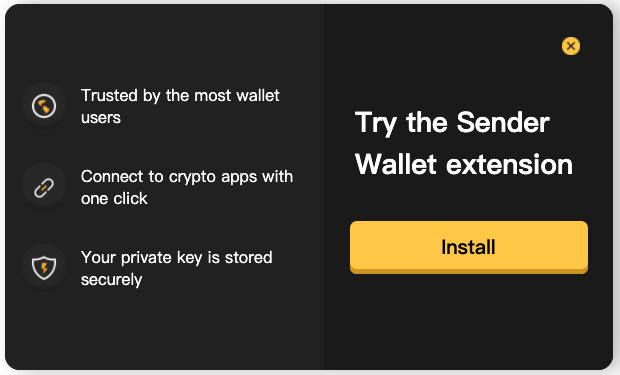 Trusted by the most wallet
users
Connect to crypto apps with
one click
Your private key is stored
securely
Try the Sender
Wallet extension
Install